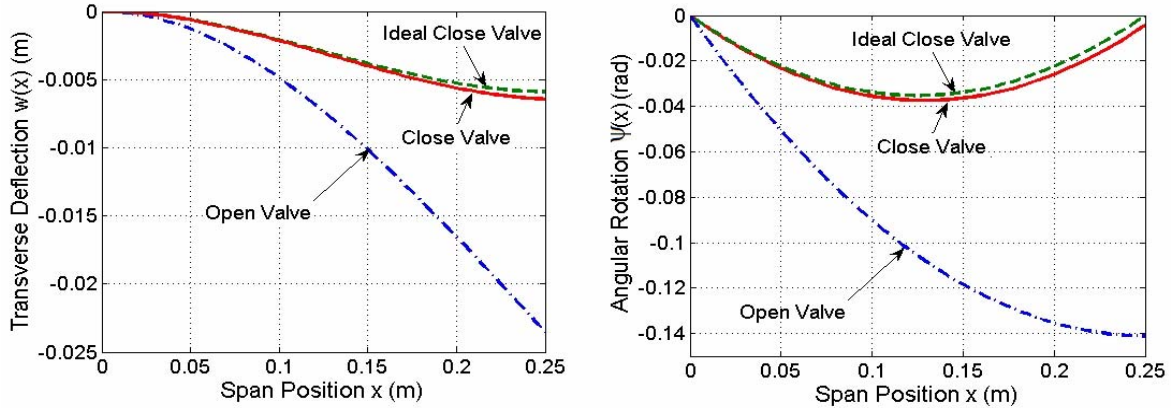 Transverse Deflection w(x) (m)
0
-0.005
-0.01
-0.015
-0.02
-0.025
0
0.05
0.1
0.15
0.2
0.25
Span Position x (m)
Ideal Close Valve
Close Valve
Open Valve
Angular Rotation Ψ(x) (rad)
0
-0.02
-0.04
-0.06
-0.08
-0.1
-0.12
-0.14
0
0.05
0.1
0.15
0.2
0.25
Span Position x (m)
Ideal Close Valve
Close Valve
Open Valve